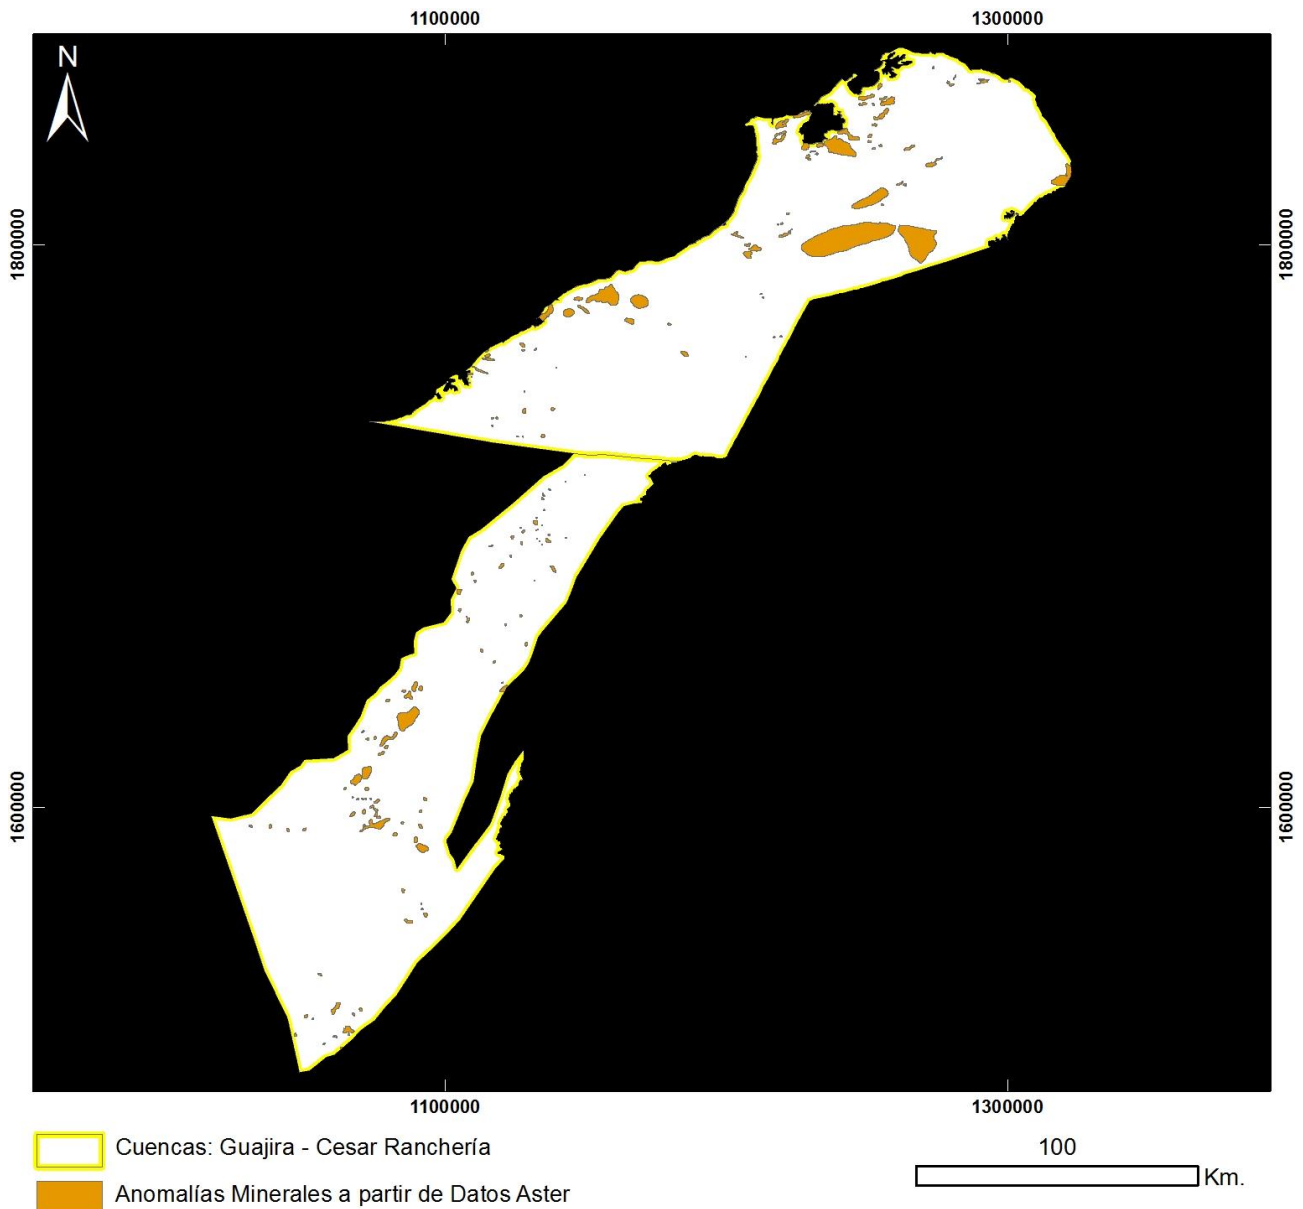 1100000
1300000
N
1800000
1800000
1600000
1600000
1100000
1300000
Cuencas: Guajira - Cesar Ranchería
100
Km.
Anomalías Minerales a partir de Datos Aster